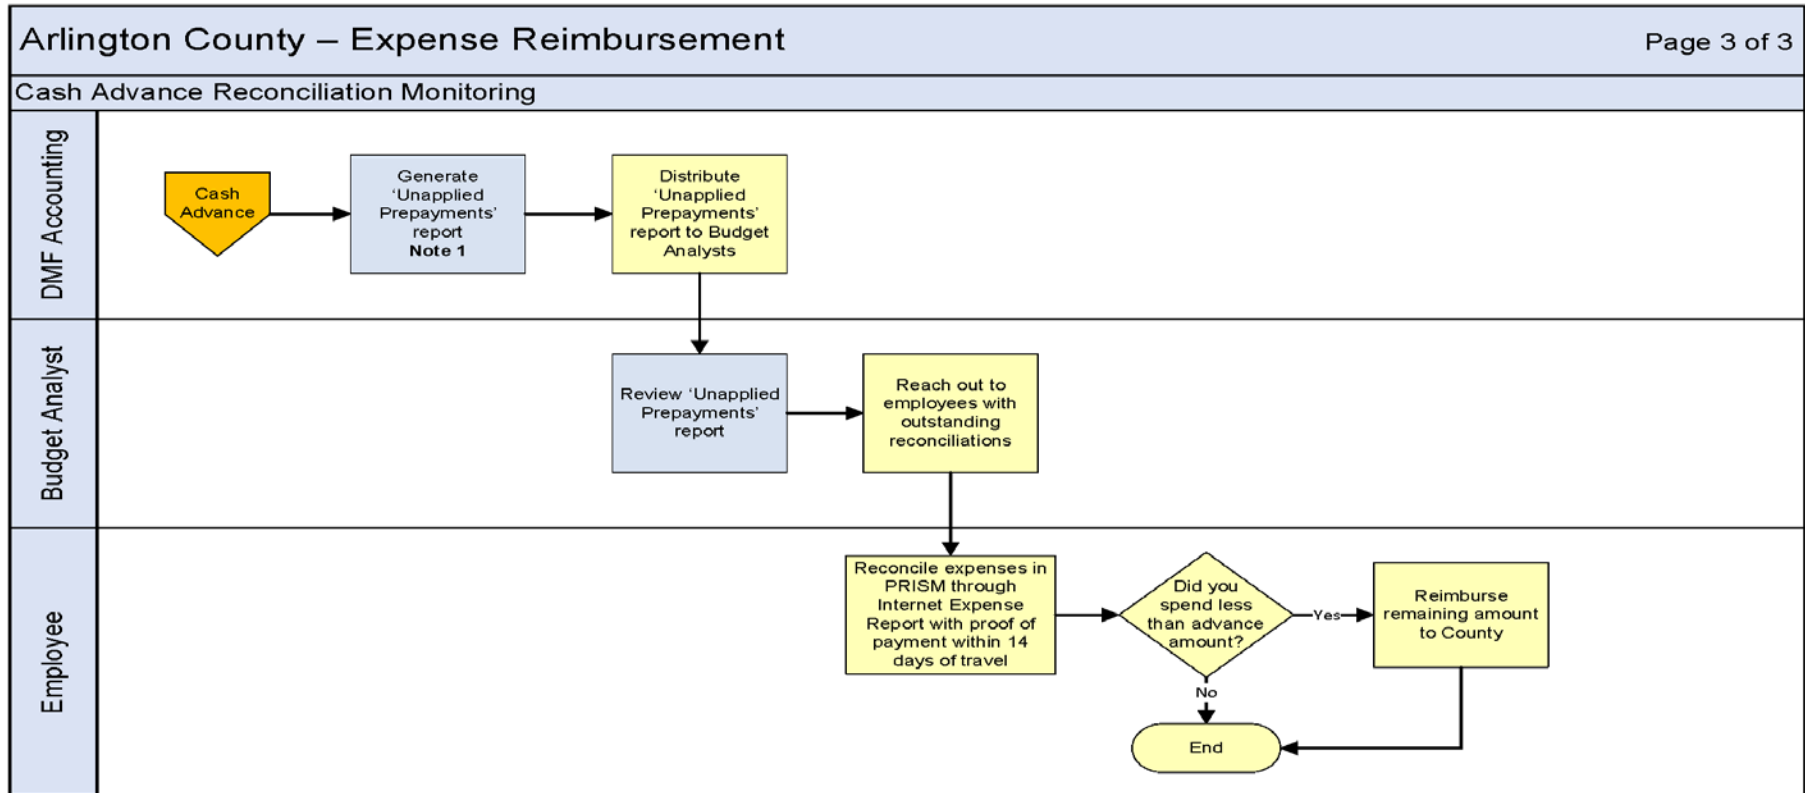 Arlington County – Expense Reimbursement
Page 3 of 3
Cash Advance Reconciliation Monitoring
DMF Accounting
Cash
Advance
Generate
‘Unapplied
Prepayments’
report
Note 1
Distribute
‘Unapplied
Prepayments’
report to Budget
Analysts
Budget Analyst
Review ‘Unapplied
Prepayments’
report
Reach out to
employees with
outstanding
reconciliations
Employee
Reconcile expenses in
PRISM through
Internet Expense
Report with proof of
payment within 14
days of travel
Did you
spend less
than advance
amount?
Yes
Reimburse
remaining amount
to County
No
End